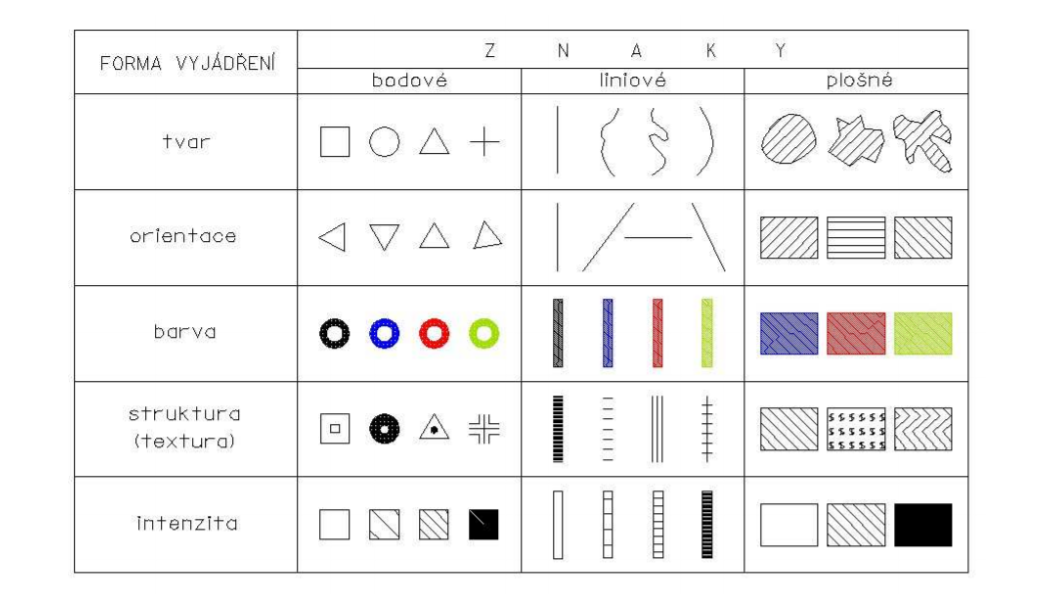 FORMA VYJÁDŘENÍ
Z N A K Y
bodové liniové plošné
tvar
orientace
barva
struktura
(textura)
$ $ $ $ $ $
$ $ $ $ $ $
$ $ $ $ $ $
intenzita